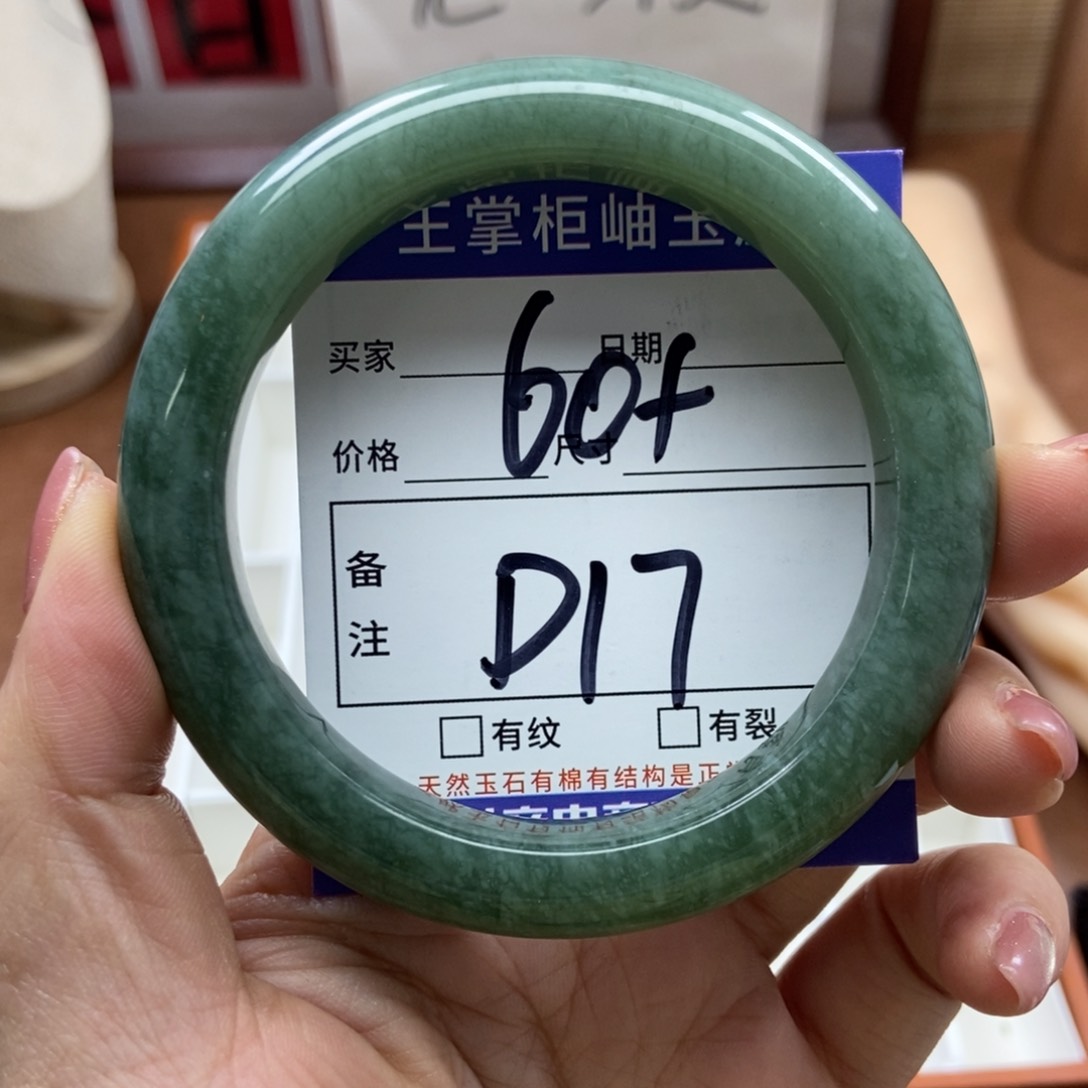 王掌柜岫玉
买家 日期
60+
价格 尺寸
备注
D17
有纹 有裂
天然玉石有棉有结构是正